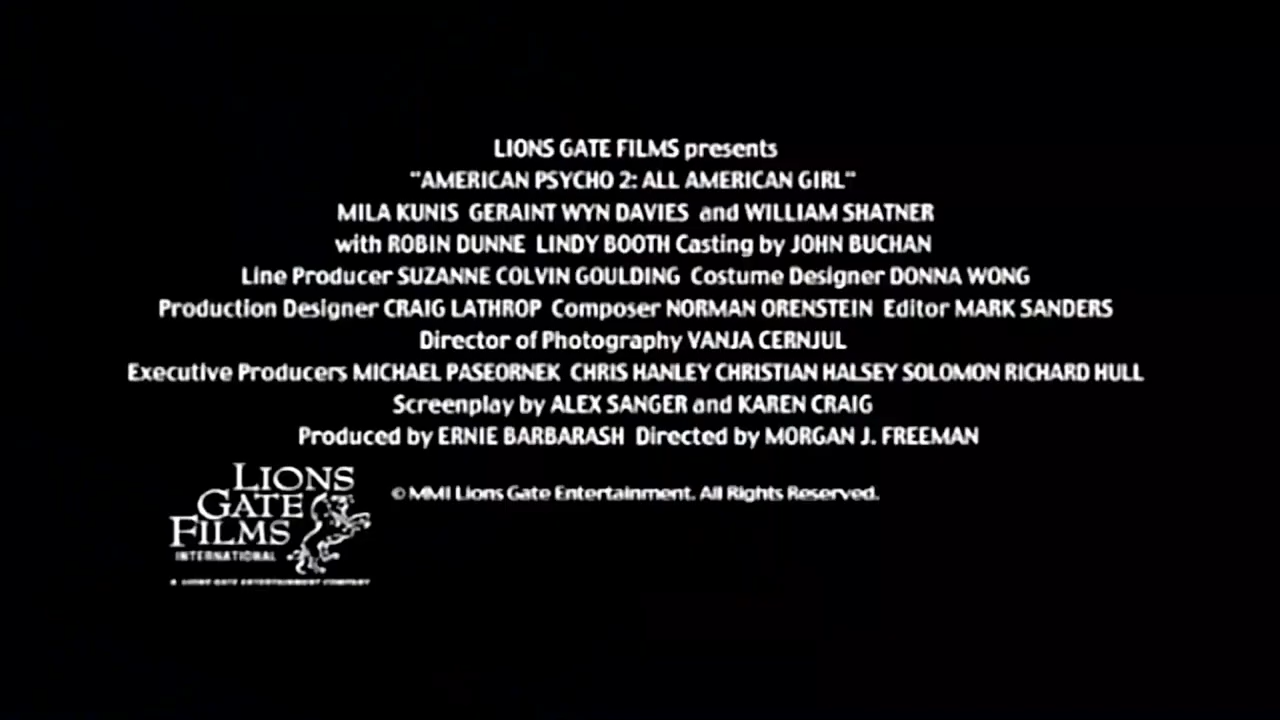 LIONS GATE FILMS presents
"AMERICAN PSYCHO 2: ALL AMERICAN GIRL"
MILA KUNIS GERAINT WYN DAVIES and WILLIAM SHATNER
with ROBIN DUNNE LINDY BOOTH Casting by JOHN BUCHAN
Line Producer SUZANNE COLVIN GOULDING Costume Designer DONNA WONG
Production Designer CRAIG LATHROP Composer NORMAN ORENSTEIN Editor MARK SANDERS
Director of Photography VANJA CERNJUL
Executive Producers MICHAEL PASEORNEK CHRIS HANLEY CHRISTIAN HALSEY SOLOMON RICHARD HULL
Screenplay by ALEX SANGER and KAREN CRAIG
Produced by ERNIE BARBARASH Directed by MORGAN J. FREEMAN
© MMI Lions Gate Entertainment. All Rights Reserved.
LIONS
GATE
FILMS
INTERNATIONAL
A LIONS GATE ENTERTAINMENT COMPANY